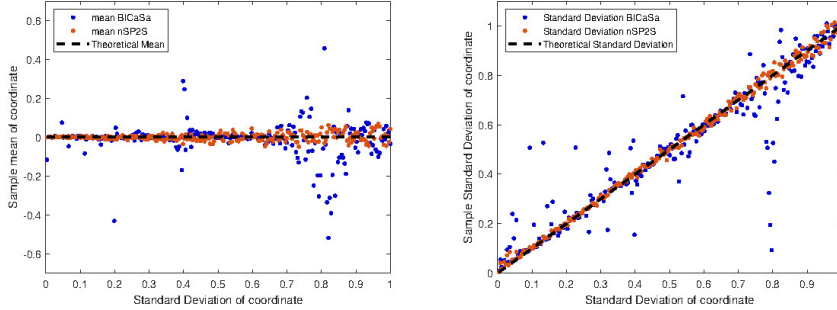 mean BlCaSa
mean nSP2S
Theoretical Mean
0.6
0.4
0.2
0
-0.2
-0.4
-0.6
Sample mean of coordinate
0 0.1 0.2 0.3 0.4 0.5 0.6 0.7 0.8 0.9 1
Standard Deviation of coordinate
Standard Deviation BlCaSa
Standard Deviation nSP2S
Theoretical Standard Deviation
1
0.8
0.6
0.4
0.2
0
Sample Standard Deviation of coordinate
0 0.1 0.2 0.3 0.4 0.5 0.6 0.7 0.8 0.9
Standard Deviation of coordinate